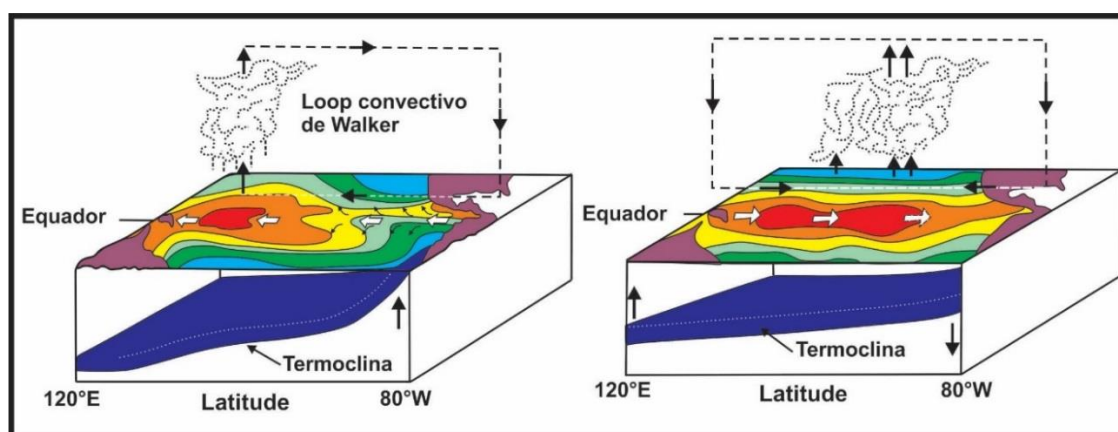 Loop convectivo
de Walker
Equador
Termoclina
120°E
Latitude
80°W
Equador
Termoclina
120°E
Latitude
80°W